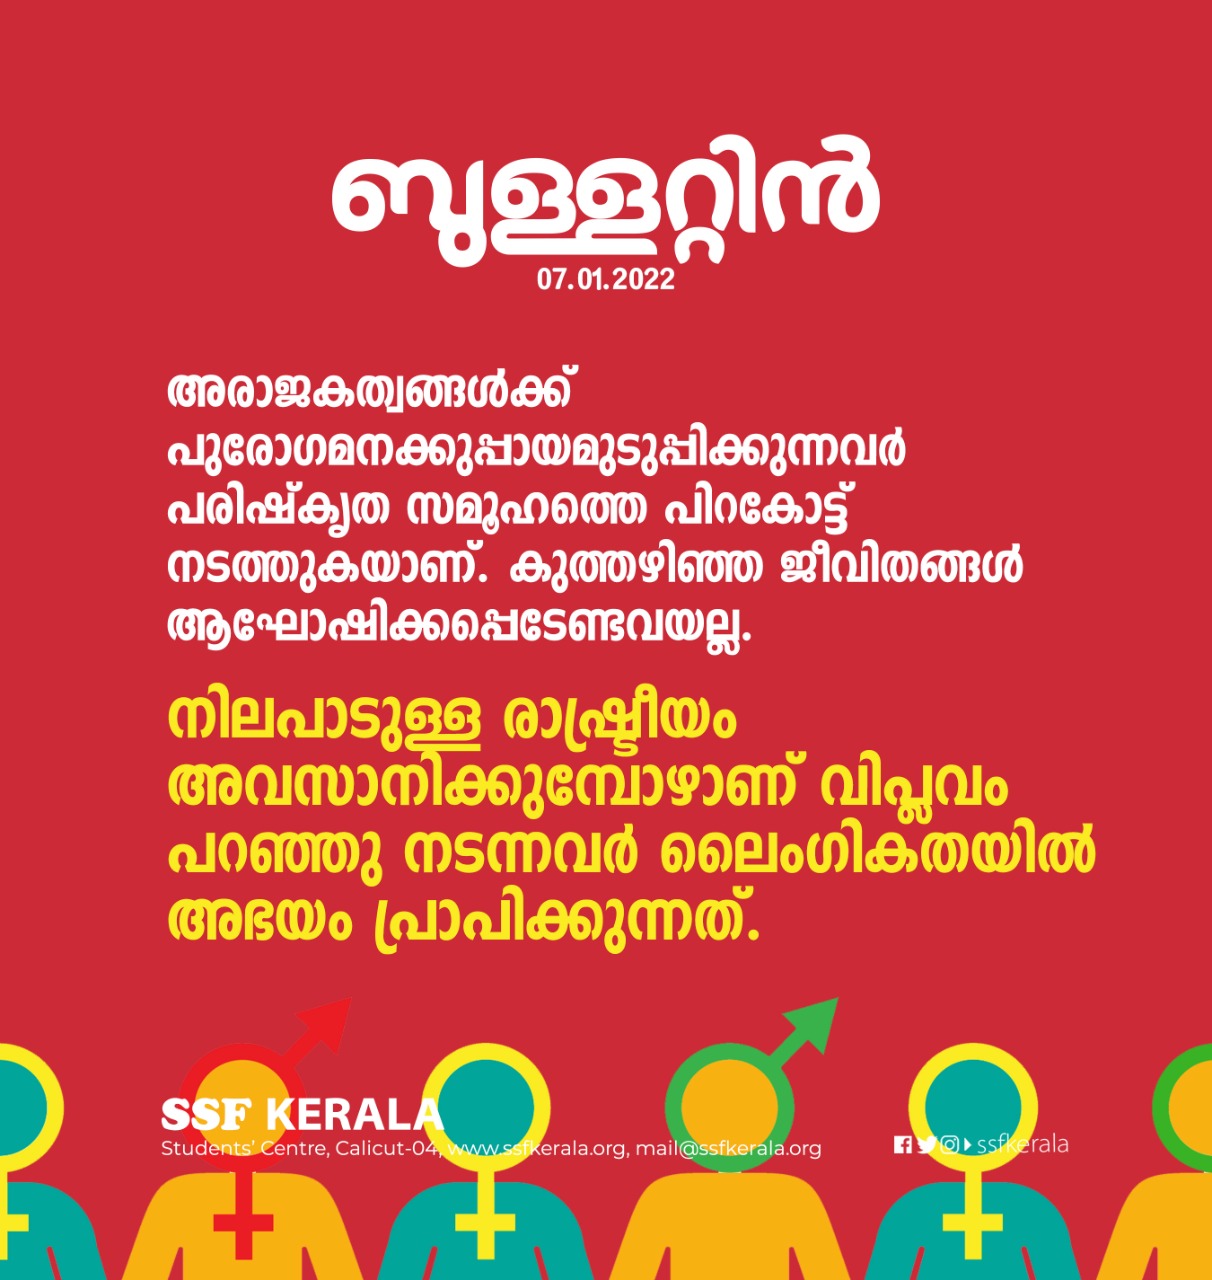 ബുള്ളറ്റിൻ
07.01.2022
അരാജകത്വങ്ങൾക്ക്
പുരോഗമനക്കുപ്പായമുടുപ്പിക്കുന്നവർ
പരിഷ്കൃത സമൂഹത്തെ പിറകോട്ട്
നടത്തുകയാണ്. കുത്തഴിഞ്ഞ ജീവിതങ്ങൾ
ആഘോഷിക്കപ്പെടേണ്ടവയല്ല.
നിലപാടുള്ള രാഷ്ട്രീയം
അവസാനിക്കുമ്പോഴാണ് വിപ്ലവം
പറഞ്ഞു നടന്നവർ ലൈംഗികതയിൽ
അഭയം പ്രാപിക്കുന്നത്.
SSF KERALA
Students' Centre, Calicut-04, www.ssfkerala.org, mail@ssfkerala.org
ssfkerala